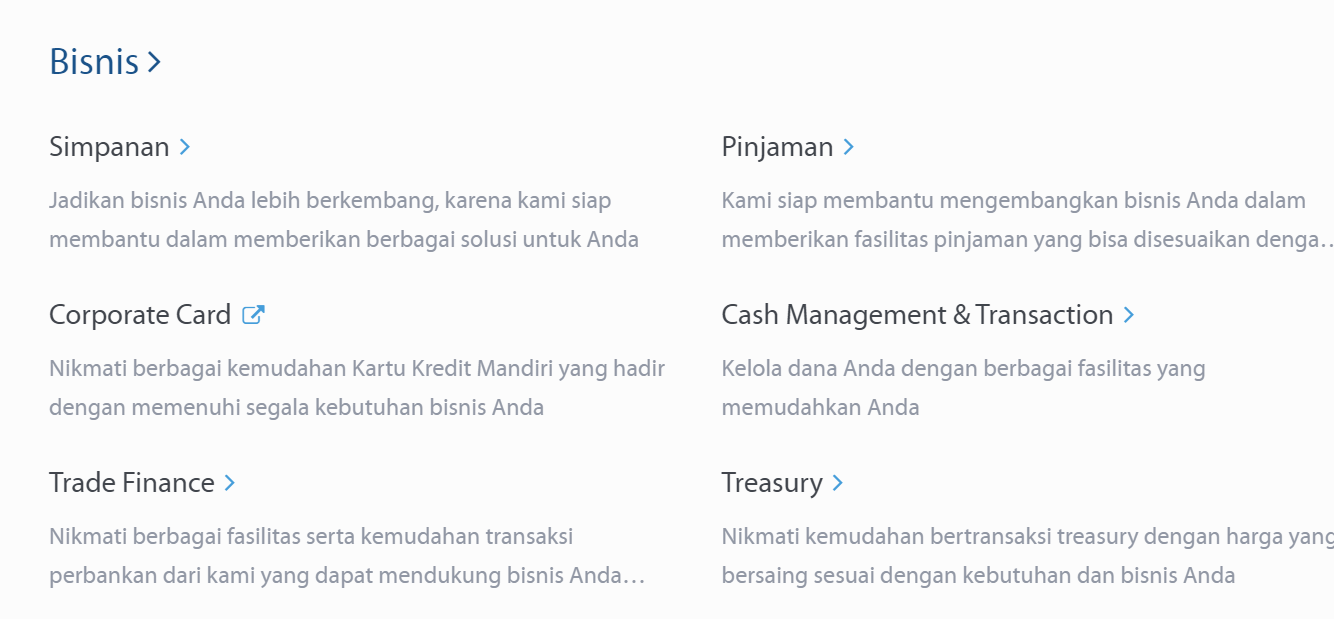 Bisnis
Simpanan
Jadikan bisnis Anda lebih berkembang, karena kami siap
membantu dalam memberikan berbagai solusi untuk Anda
Pinjaman
Kami siap membantu mengembangkan bisnis Anda dalam
memberikan fasilitas pinjaman yang bisa disesuaikan denga…
Corporate Card
Nikmati berbagai kemudahan Kartu Kredit Mandiri yang hadir
dengan memenuhi segala kebutuhan bisnis Anda
Cash Management & Transaction
Kelola dana Anda dengan berbagai fasilitas yang
memudahkan Anda
Trade Finance
Nikmati berbagai fasilitas serta kemudahan transaksi
perbankan dari kami yang dapat mendukung bisnis Anda…
Treasury
Nikmati kemudahan bertransaksi treasury dengan harga yang
bersaing sesuai dengan kebutuhan dan bisnis Anda